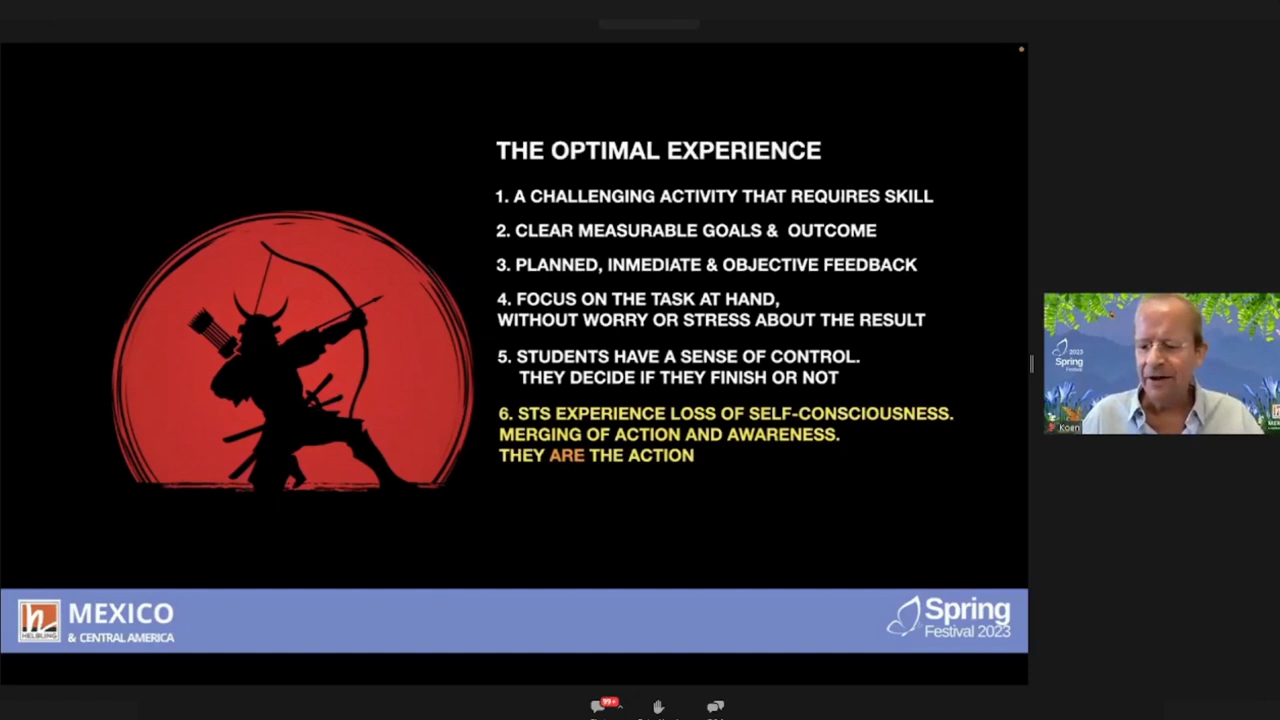 THE OPTIMAL EXPERIENCE
1. A CHALLENGING ACTIVITY THAT REQUIRES SKILL
2. CLEAR MEASURABLE GOALS & OUTCOME
3. PLANNED, INMEDIATE & OBJECTIVE FEEDBACK
4. FOCUS ON THE TASK AT HAND,
WITHOUT WORRY OR STRESS ABOUT THE RESULT
5. STUDENTS HAVE A SENSE OF CONTROL.
THEY DECIDE IF THEY FINISH OR NOT
6. STS EXPERIENCE LOSS OF SELF-CONSCIOUSNESS.
MERGING OF ACTION AND AWARENESS.
THEY ARE THE ACTION
2023
Spring
Festival
Koen
HELBLING
MEXICO
& CENTRAL AMERICA
Spring
Festival 2023
99+